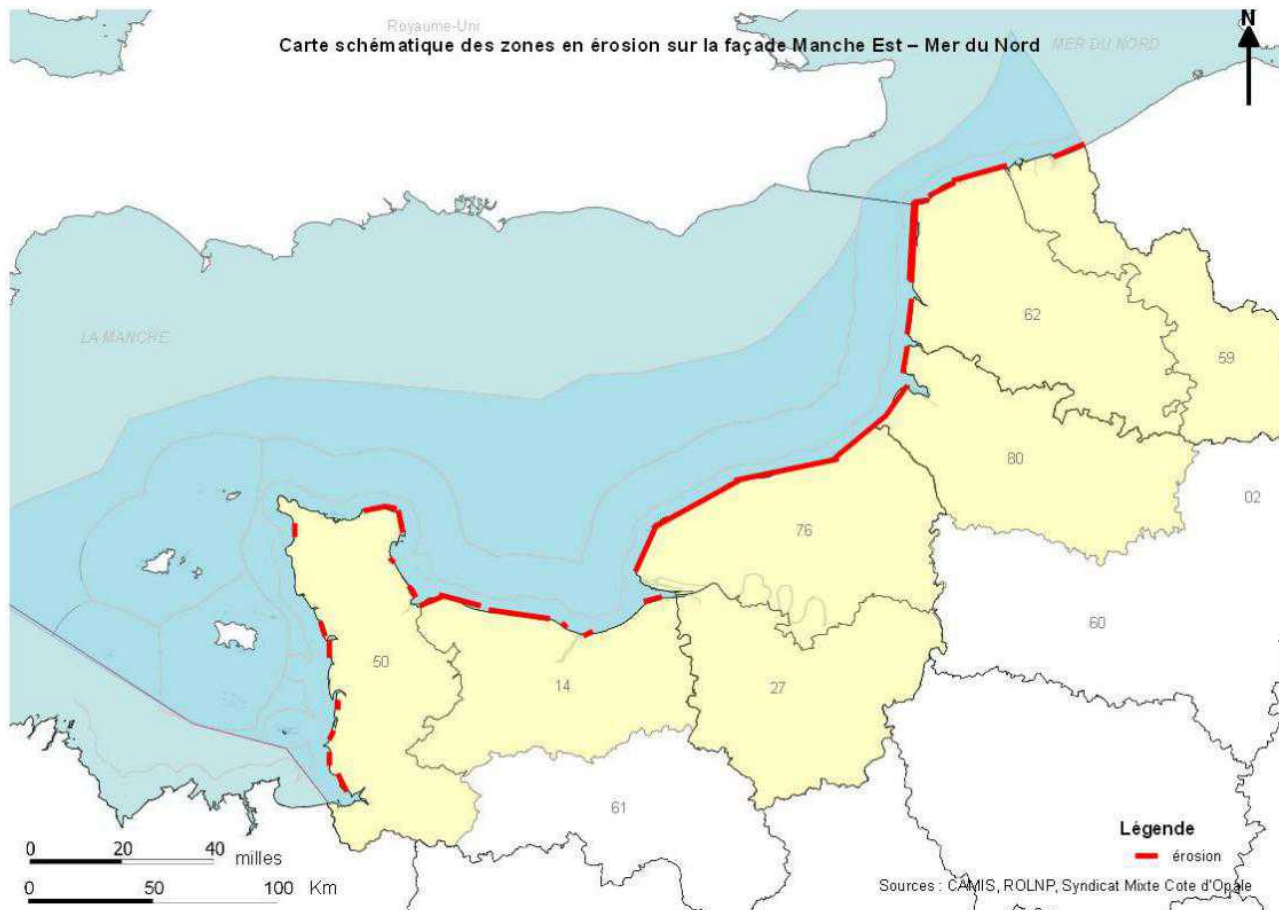 Royaume-Uni
Carte schématique des zones en érosion sur la façade Manche Est – Mer du Nord
MER DU NORD
N
LA MANCHE
62
59
80
02
76
60
50
14
27
61
Légende
érosion
0 20 40 milles
0 50 100 Km
Sources : CAMIS, ROLNP, Syndicat Mixte Cote d'Opale